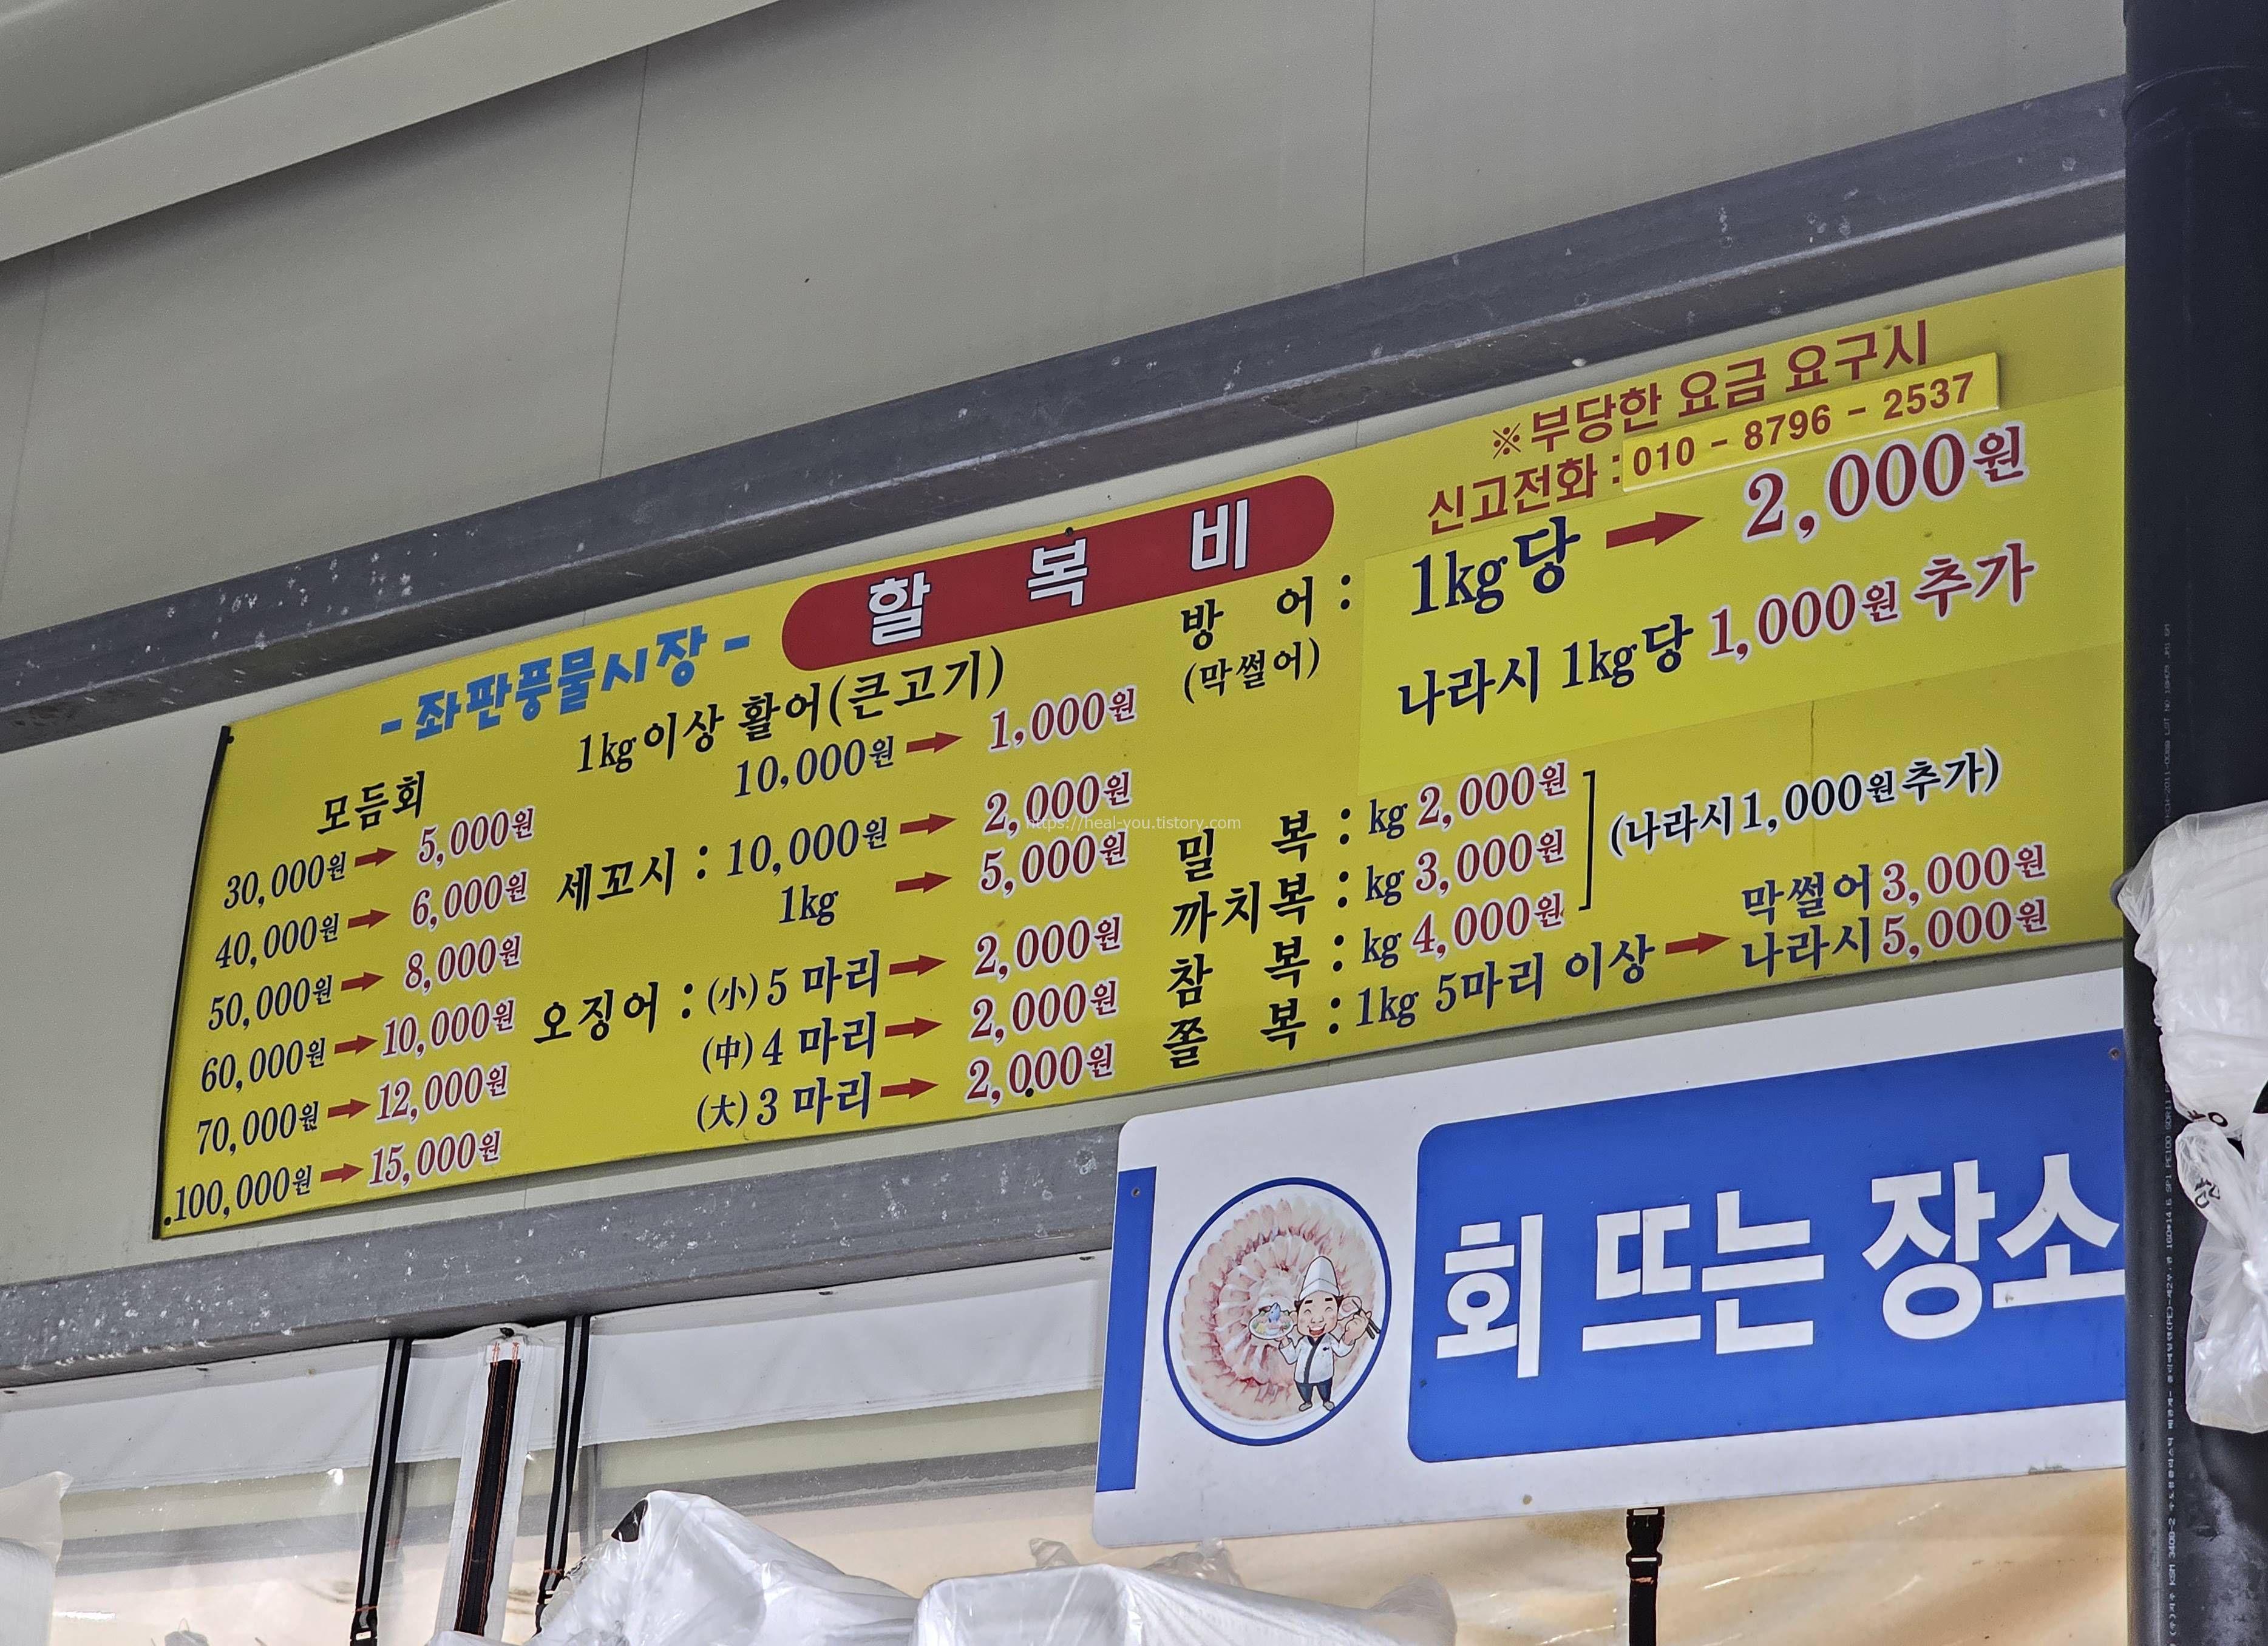 - 좌판풍물시장 -
할 복 비
※부당한 요금 요구시
신고전화 : 010 - 8796 - 2537
모듬회
30,000원 → 5,000원
40,000원 → 6,000원
50,000원 → 8,000원
60,000원 → 10,000원
70,000원 → 12,000원
100,000원 → 15,000원
1kg이상 활어(큰고기)
10,000원 → 1,000원
세꼬시 : 10,000원 → 2,000원
1kg → 5,000원
오징어 : (小) 5 마리 → 2,000원
(中) 4 마리 → 2,000원
(大) 3 마리 → 2,000원
방 어 : 1kg당 → 2,000원
(막썰어)
나라시 1kg당 1,000원 추가
밀 복 : kg 2,000원
까치복 : kg 3,000원
참 복 : kg 4,000원
(나라시1,000원추가)
쫄 복 : 1kg 5마리 이상 → 막썰어 3,000원
나라시 5,000원
https://heal-you.tistory.com
회 뜨는 장소